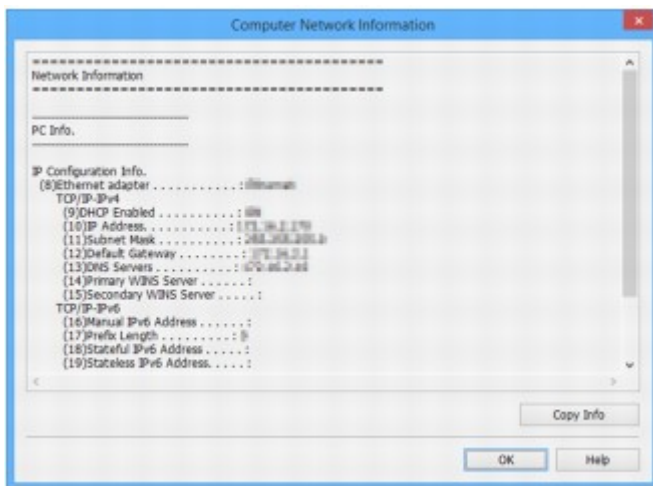 Computer Network Information
Network Information
PC Info.
IP Configuration Info.
(8)Ethernet adapter . . . . . . . . . . . :
TCP/IP-IPv4
(9)DHCP Enabled . . . . . . . . . . :
(10)IP Address. . . . . . . . . . . . :
(11)Subnet Mask . . . . . . . . . . :
(12)Default Gateway . . . . . . . :
(13)DNS Servers . . . . . . . . . . :
(14)Primary WINS Server . . . . . . :
(15)Secondary WINS Server . . . . . :
TCP/IP-IPv6
(16)Manual IPv6 Address . . . . . . :
(17)Prefix Length . . . . . . . . . :
(18)Stateful IPv6 Address . . . . . :
(19)Stateless IPv6 Address. . . . . :
Copy Info
OK Help